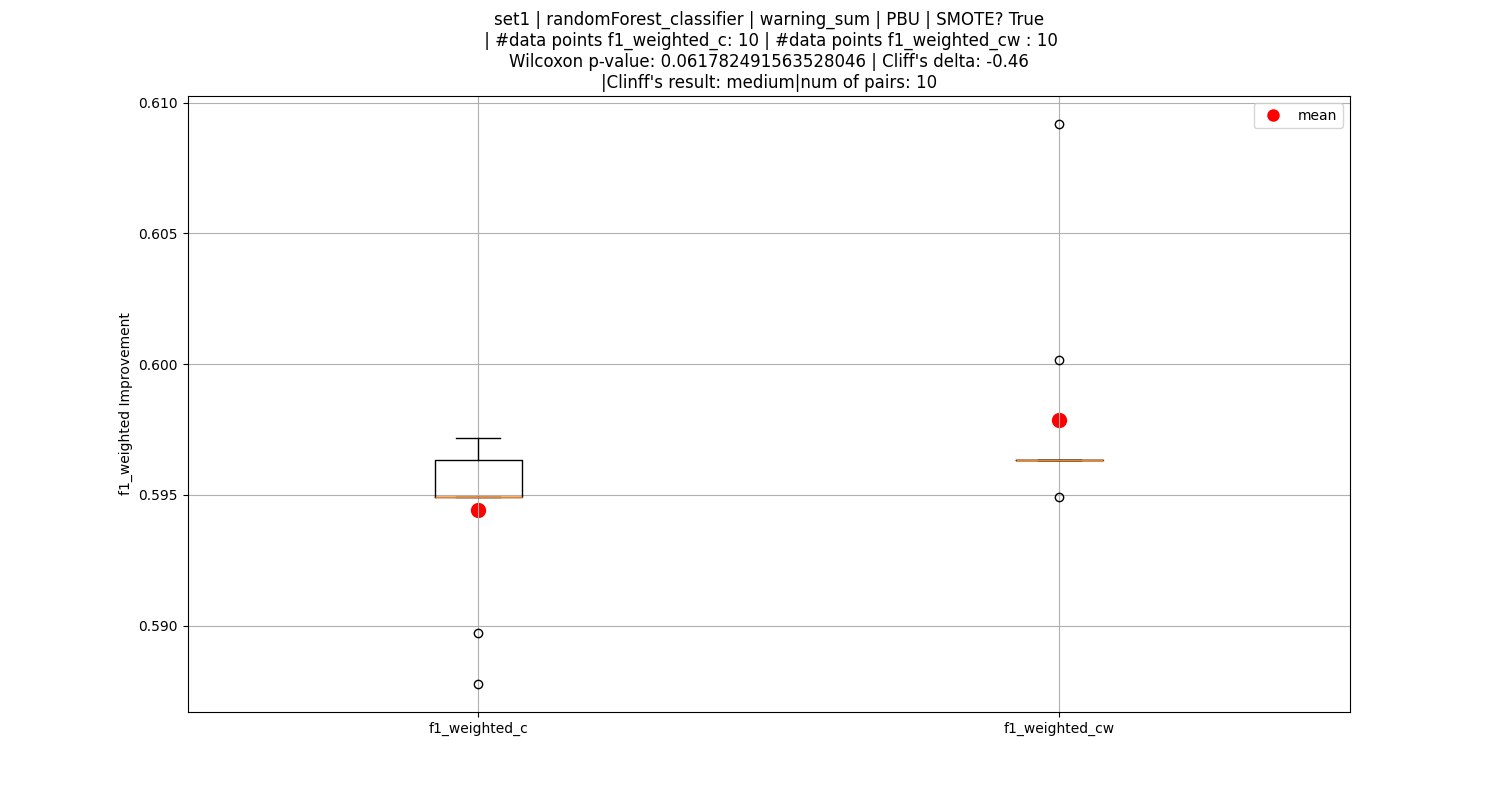 set1 | randomForest_classifier | warning_sum | PBU | SMOTE? True
| #data points f1_weighted_c: 10 | #data points f1_weighted_cw : 10
Wilcoxon p-value: 0.061782491563528046 | Cliff's delta: -0.46
|Clinff's result: medium|num of pairs: 10
mean
f1_weighted Improvement
0.610
0.605
0.600
0.595
0.590
f1_weighted_c
f1_weighted_cw